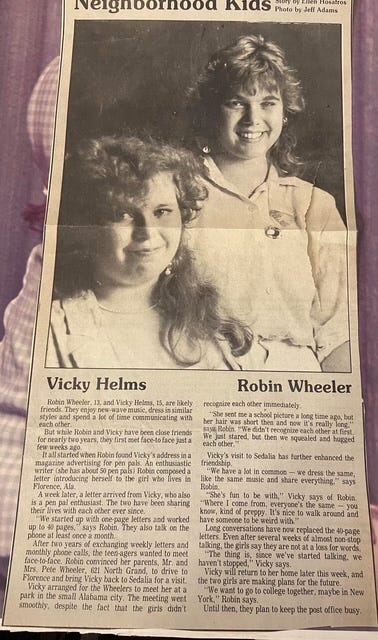 Neighborhood Kids
Story by Ellen Hosafros
Photo by Jeff Adams
Vicky Helms
Robin Wheeler
Robin Wheeler, 13, and Vicky Helms, 15, are likely
friends. They enjoy new-wave music, dress in similar
styles and spend a lot of time communicating with
each other.
But while Robin and Vicky have been close friends
for nearly two years, they first met face-to-face just a
few weeks ago.
It all started when Robin found Vicky's address in a
magazine advertising for pen pals. An enthusiastic
writer (she has about 50 pen pals) Robin composed a
letter introducing herself to the girl who lives in
Florence, Ala.
A week later, a letter arrived from Vicky, who also
is a pen pal enthusiast. The two have been sharing
their lives with each other ever since.
"We started up with one-page letters and worked
up to 40 pages," says Robin. They also talk on the
phone at least once a month.
After two years of exchanging weekly letters and
monthly phone calls, the teen-agers wanted to meet
face-to-face. Robin convinced her parents, Mr. and
Mrs. Pete Wheeler, 621 North Grand, to drive to
Florence and bring Vicky back to Sedalia for a visit.
Vicky arranged for the Wheelers to meet her at a
park in the small Alabama city. The meeting went
smoothly, despite the fact that the girls didn't
recognize each other immediately.
"She sent me a school picture a long time ago, but
her hair was short then and now it's really long,"
says Robin. "We didn't recognize each other at first.
We just stared, but then we squealed and hugged
each other."
Vicky's visit to Sedalia has further enhanced the
friendship.
"We have a lot in common — we dress the same,
like the same music and share everything," says
Robin.
"She's fun to be with," Vicky says of Robin.
"Where I come from, everyone's the same — you
know, kind of preppy. It's nice to walk around and
have someone to be weird with."
Long conversations have now replaced the 40-page
letters. Even after several weeks of almost non-stop
talking, the girls say they are not at a loss for words.
"The thing is, since we've started talking, we
haven't stopped," Vicky says.
Vicky will return to her home later this week, and the
two girls are making plans for the future.
"We want to go to college together, maybe in New
York," Robin says.
Until then, they plan to keep the post office busy.